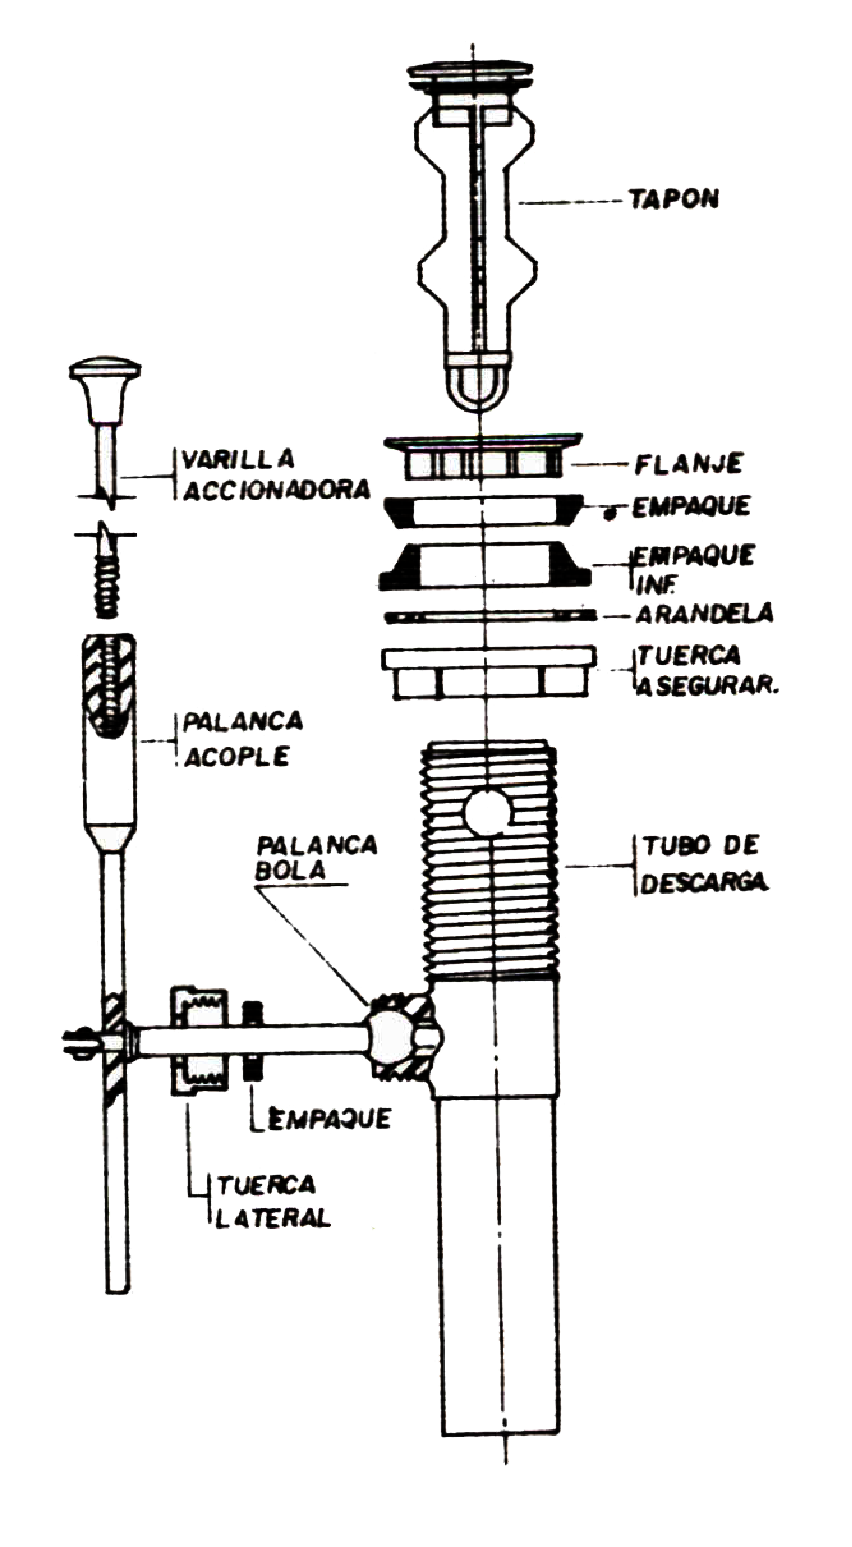 TAPON
VARILLA
ACCIONADORA
FLANJE
EMPAQUE
EMPAQUE
INF.
ARANDELA
TUERCA
ASEGURAR.
PALANCA
ACOPLE
PALANCA
BOLA
TUBO DE
DESCARGA
EMPAQUE
TUERCA
LATERAL